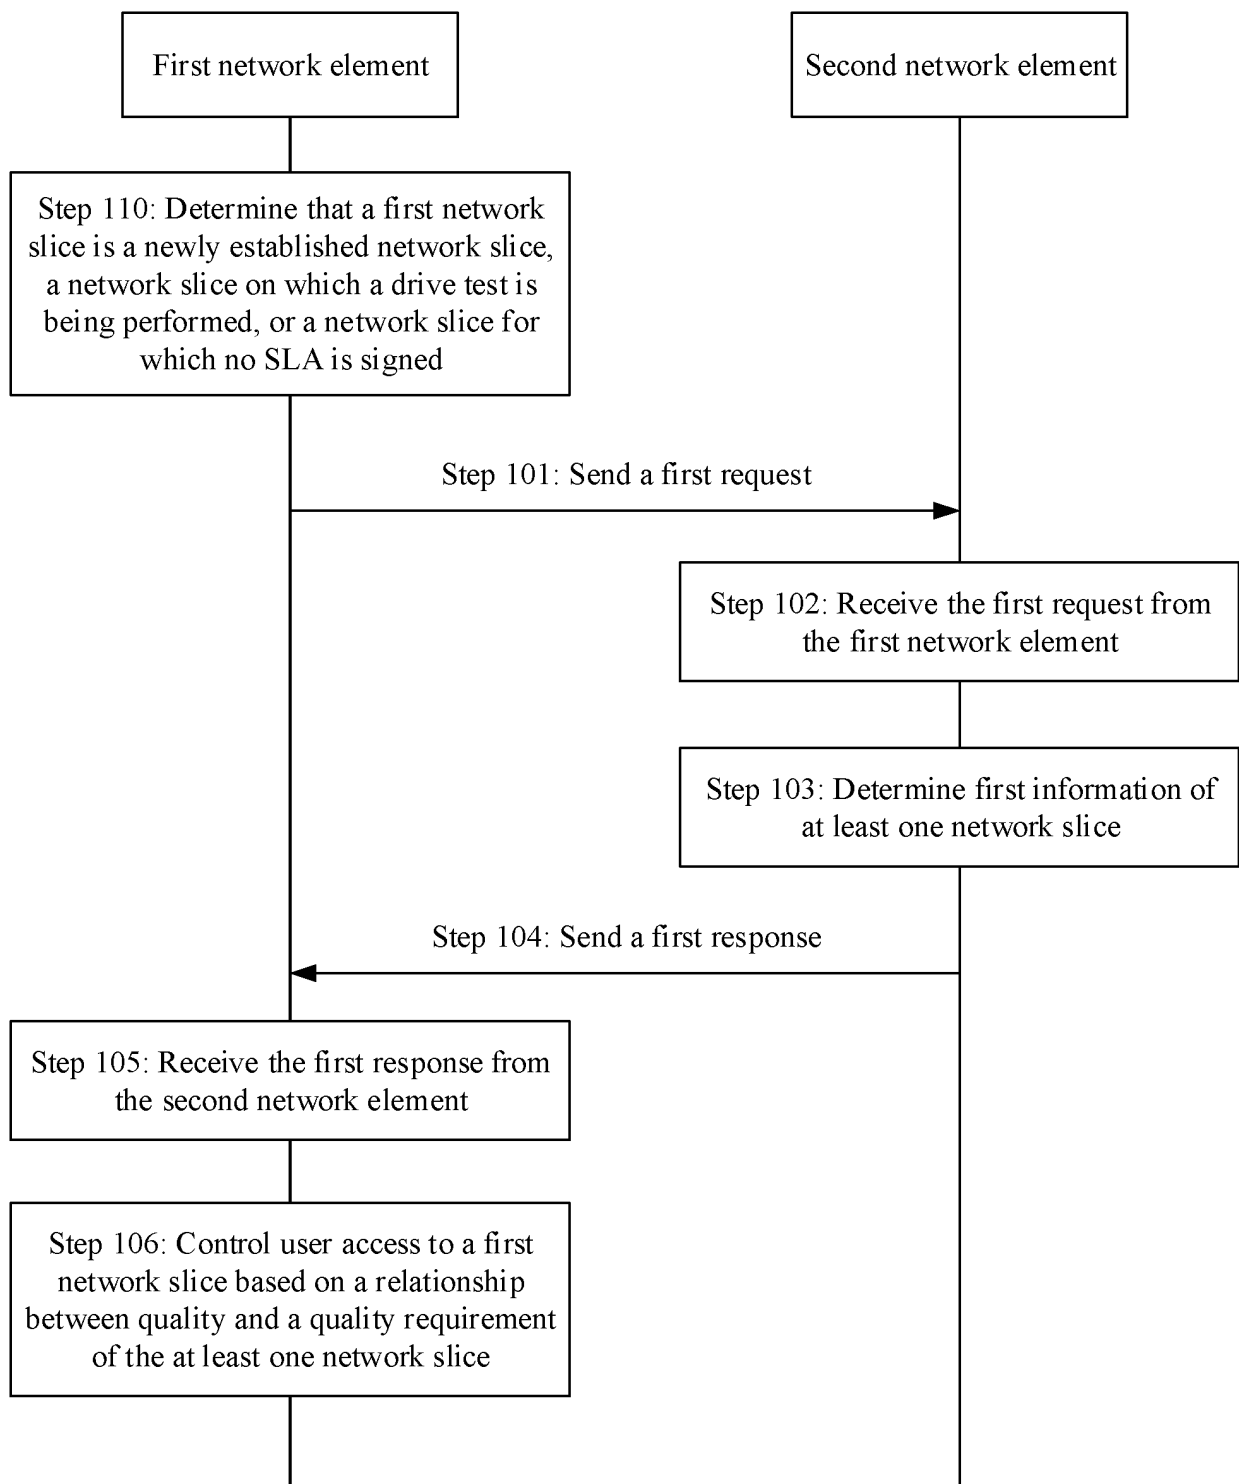 First network element
Second network element
Step 110: Determine that a first network
slice is a newly established network slice,
a network slice on which a drive test is
being performed, or a network slice for
which no SLA is signed
Step 101: Send a first request
Step 102: Receive the first request from
the first network element
Step 103: Determine first information of
at least one network slice
Step 104: Send a first response
Step 105: Receive the first response from
the second network element
Step 106: Control user access to a first
network slice based on a relationship
between quality and a quality requirement
of the at least one network slice